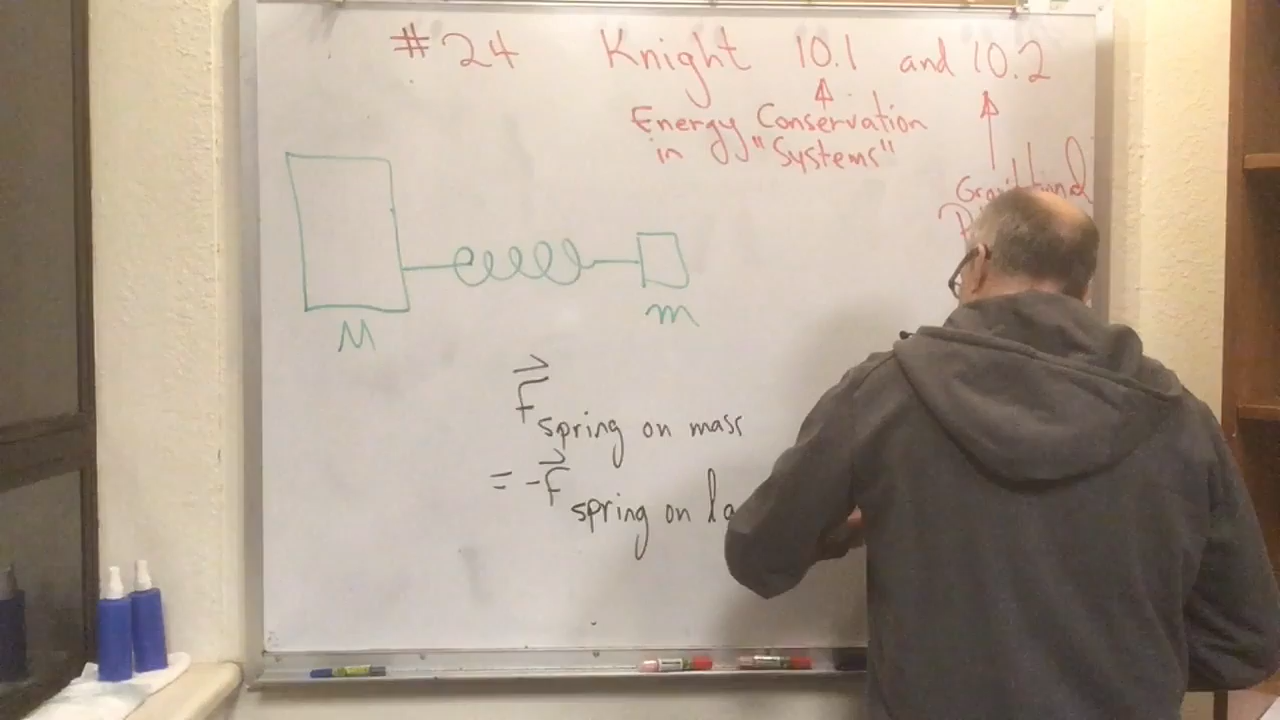 #24 Knight 10.1 and 10.2
Energy Conservation
in "Systems"
Gravitational
M
m
F spring on mass
= -F spring on la